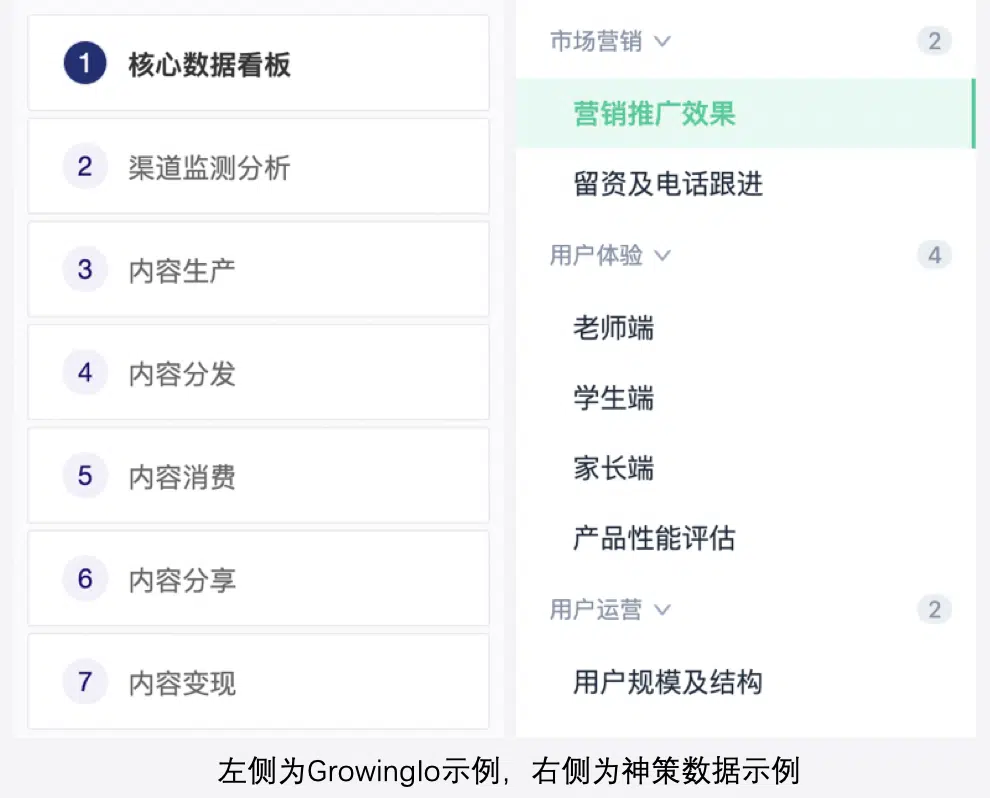 1 核心数据看板
2 渠道监测分析
3 内容生产
4 内容分发
5 内容消费
6 内容分享
7 内容变现
市场营销 2
营销推广效果
留资及电话跟进
用户体验 4
老师端
学生端
家长端
产品性能评估
用户运营 2
用户规模及结构
左侧为GrowingIo示例，右侧为神策数据示例